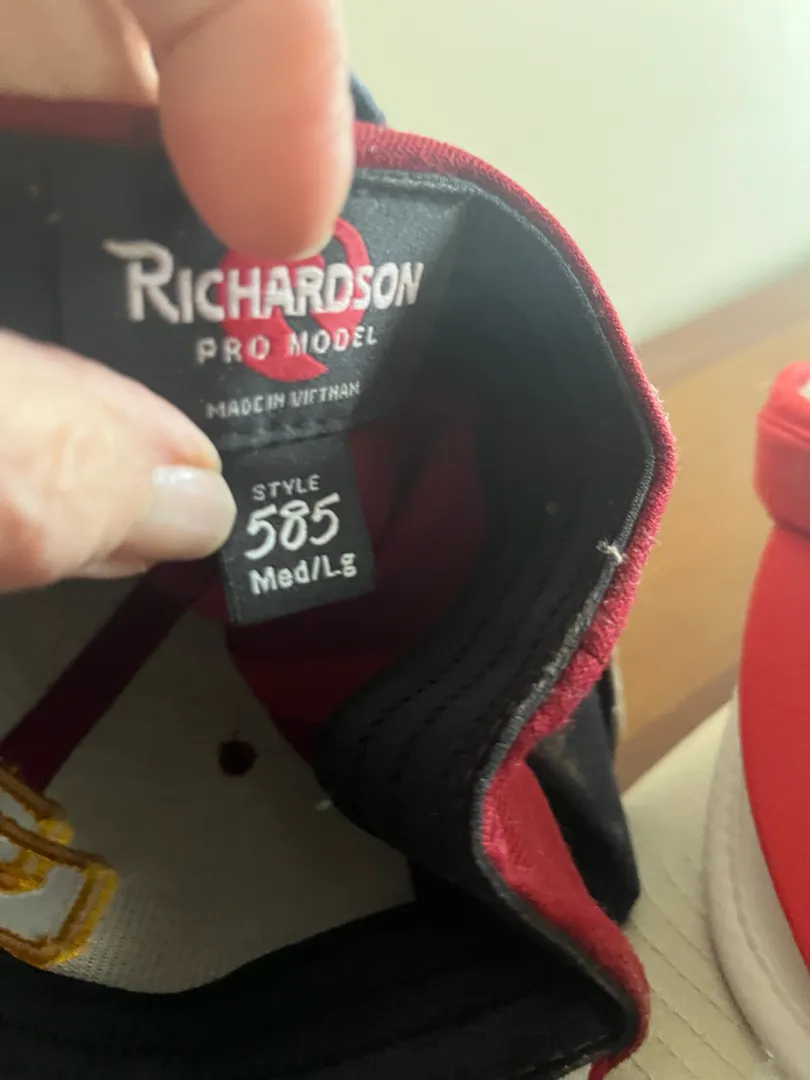 RICHARDSON
PRO MODEL
MADE IN VIETNAM
STYLE
585
Med/Lg